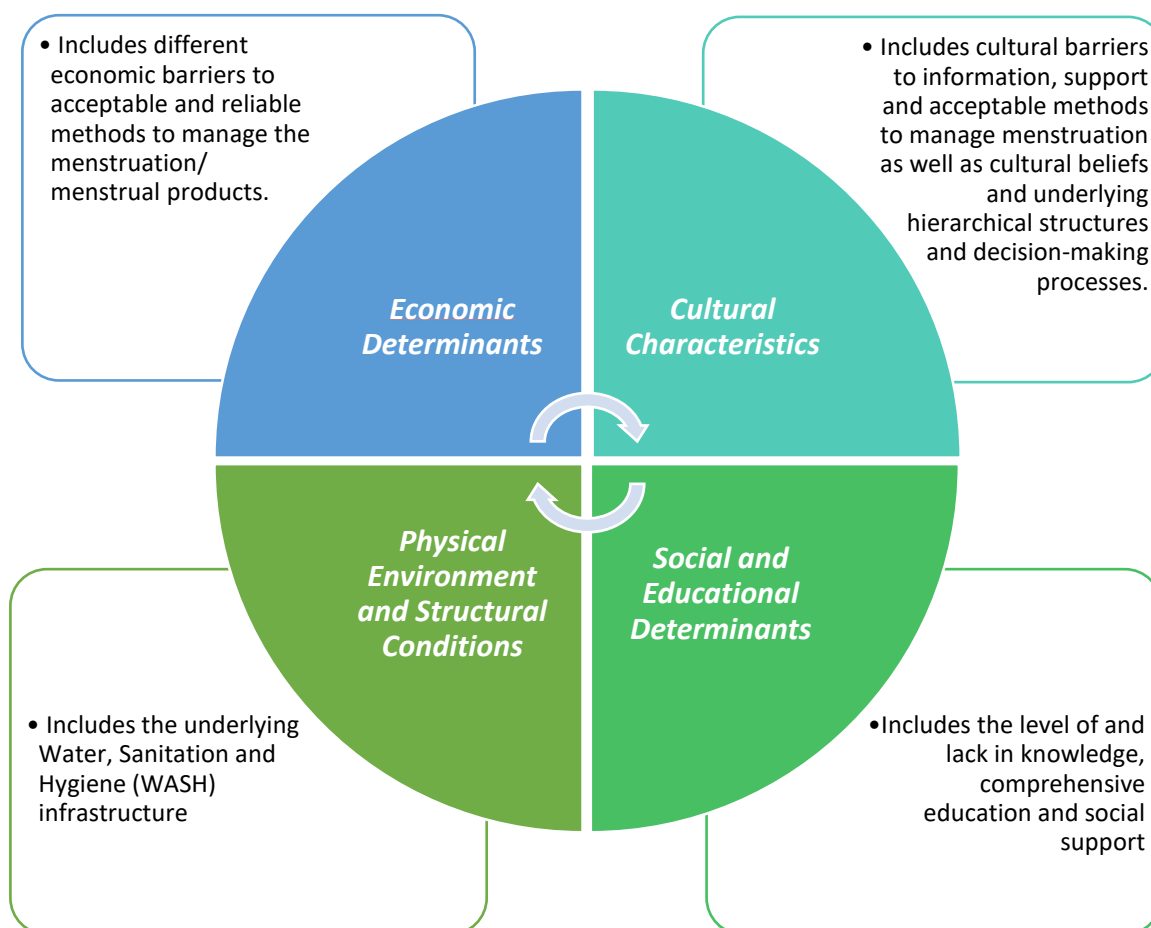 • Includes different
economic barriers to
acceptable and reliable
methods to manage the
menstruation/
menstrual products.
• Includes cultural barriers
to information, support
and acceptable methods
to manage menstruation
as well as cultural beliefs
and underlying
hierarchical structures
and decision-making
processes.
Economic
Determinants
Cultural
Characteristics
Physical
Environment
and Structural
Conditions
Social and
Educational
Determinants
• Includes the underlying
Water, Sanitation and
Hygiene (WASH)
infrastructure
•Includes the level of and
lack in knowledge,
comprehensive
education and social
support